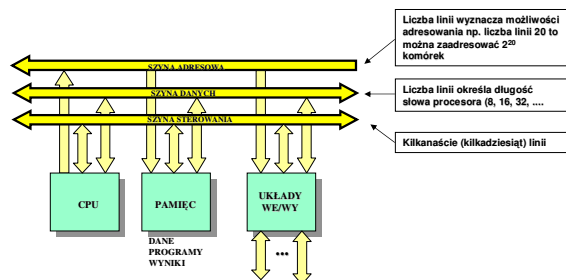 Liczba linii wyznacza możliwości
adresowania np. liczba linii 20 to
można zaadresować 2²⁰
komórek
SZYNA ADRESOWA
SZYNA DANYCH
Liczba linii określa długość
słowa procesora (8, 16, 32, ....
SZYNA STEROWANIA
Kilkanaście (kilkadziesiąt) linii
CPU
PAMIĘC
UKŁADY
WE/WY
DANE
PROGRAMY
WYNIKI
...